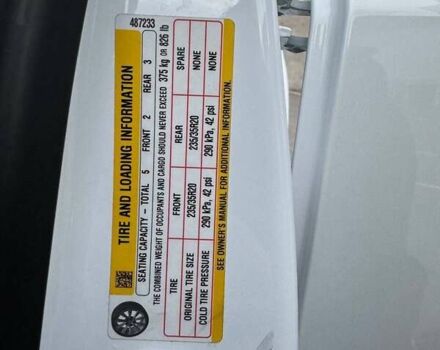 487233
TIRE AND LOADING INFORMATION
SEATING CAPACITY – TOTAL 5 FRONT 2 REAR 3
THE COMBINED WEIGHT OF OCCUPANTS AND CARGO SHOULD NEVER EXCEED 375 kg OR 826 lb
TIRE FRONT REAR SPARE
ORIGINAL TIRE SIZE 235/35R20 235/35R20 NONE
COLD TIRE PRESSURE 290 kPa, 42 psi 290 kPa, 42 psi NONE
SEE OWNER'S MANUAL FOR ADDITIONAL INFORMATION.